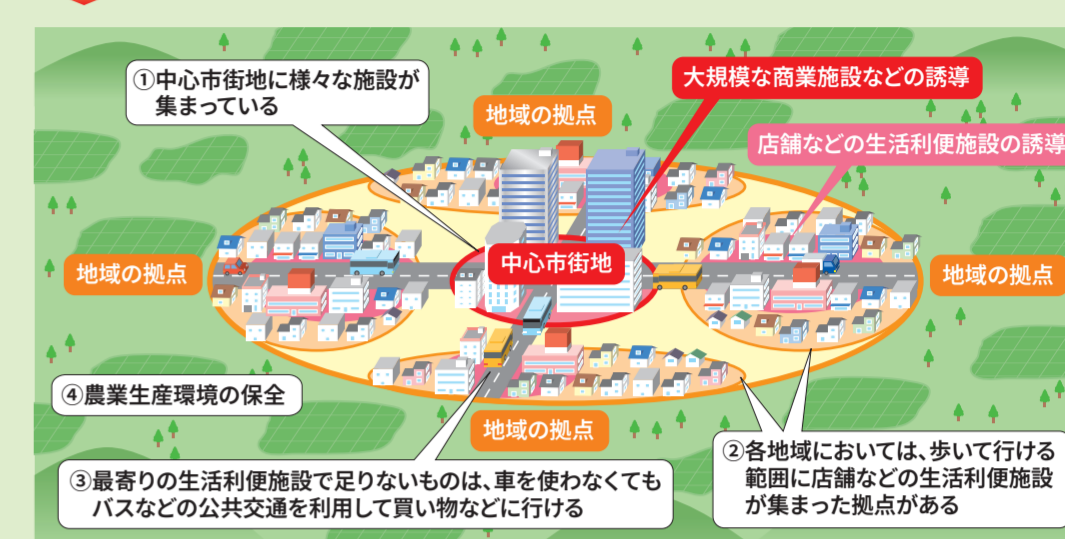 ①中心市街地に様々な施設が
集まっている
大規模な商業施設などの誘導
地域の拠点
店舗などの生活利便施設の誘導
中心市街地
地域の拠点
地域の拠点
④農業生産環境の保全
地域の拠点
②各地域においては、歩いて行ける
範囲に店舗などの生活利便施設
が集まった拠点がある
③最寄りの生活利便施設で足りないものは、車を使わなくても
バスなどの公共交通を利用して買い物などに行ける